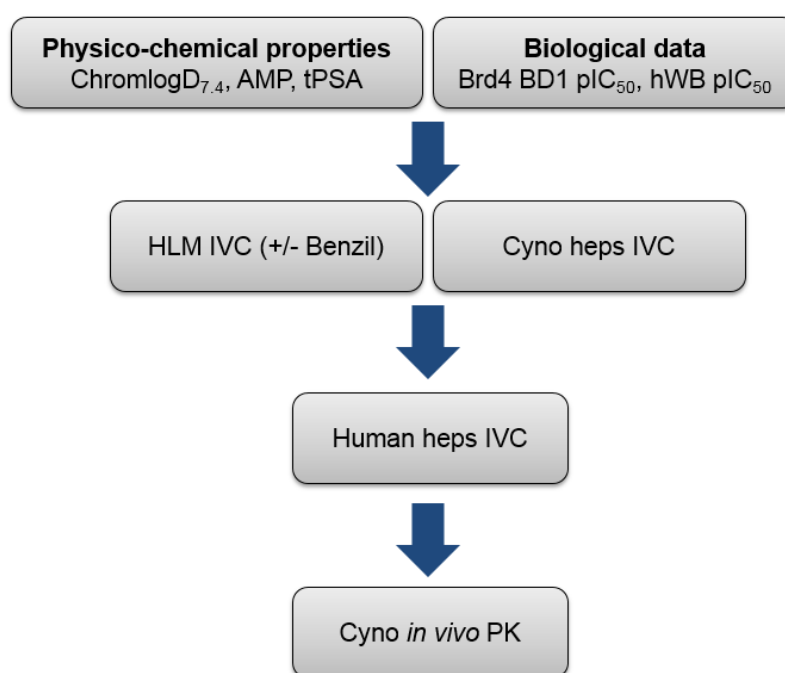 Physico-chemical properties
ChromlogD7.4, AMP, tPSA
Biological data
Brd4 BD1 pIC50, hWB pIC50
HLM IVC (+/- Benzil)
Cyno heps IVC
Human heps IVC
Cyno in vivo PK